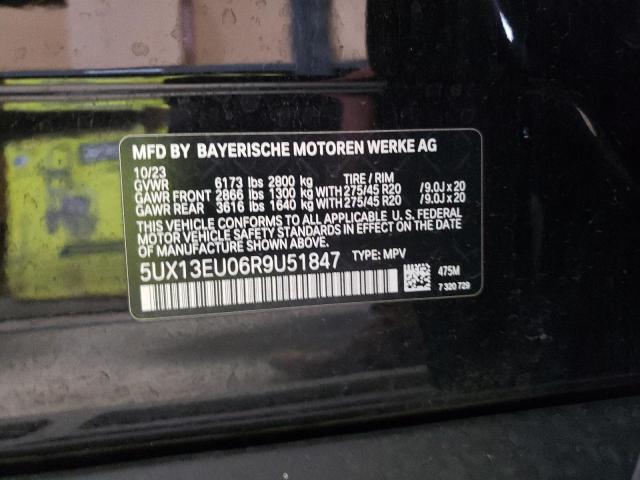 MFD BY BAYERISCHE MOTOREN WERKE AG
10/23 TIRE / RIM
GVWR 6173 lbs 2800 kg
GAWR FRONT 2866 lbs 1300 kg WITH 275/45 R20 /9.0J x 20
GAWR REAR 3616 lbs 1640 kg WITH 275/45 R20 /9.0J x 20
THIS VEHICLE CONFORMS TO ALL APPLICABLE U. S. FEDERAL
MOTOR VEHICLE SAFETY STANDARDS IN EFFECT ON THE DATE
OF MANUFACTURE SHOWN ABOVE.
5UX13EU06R9U51847 TYPE: MPV
475M
7 320 729